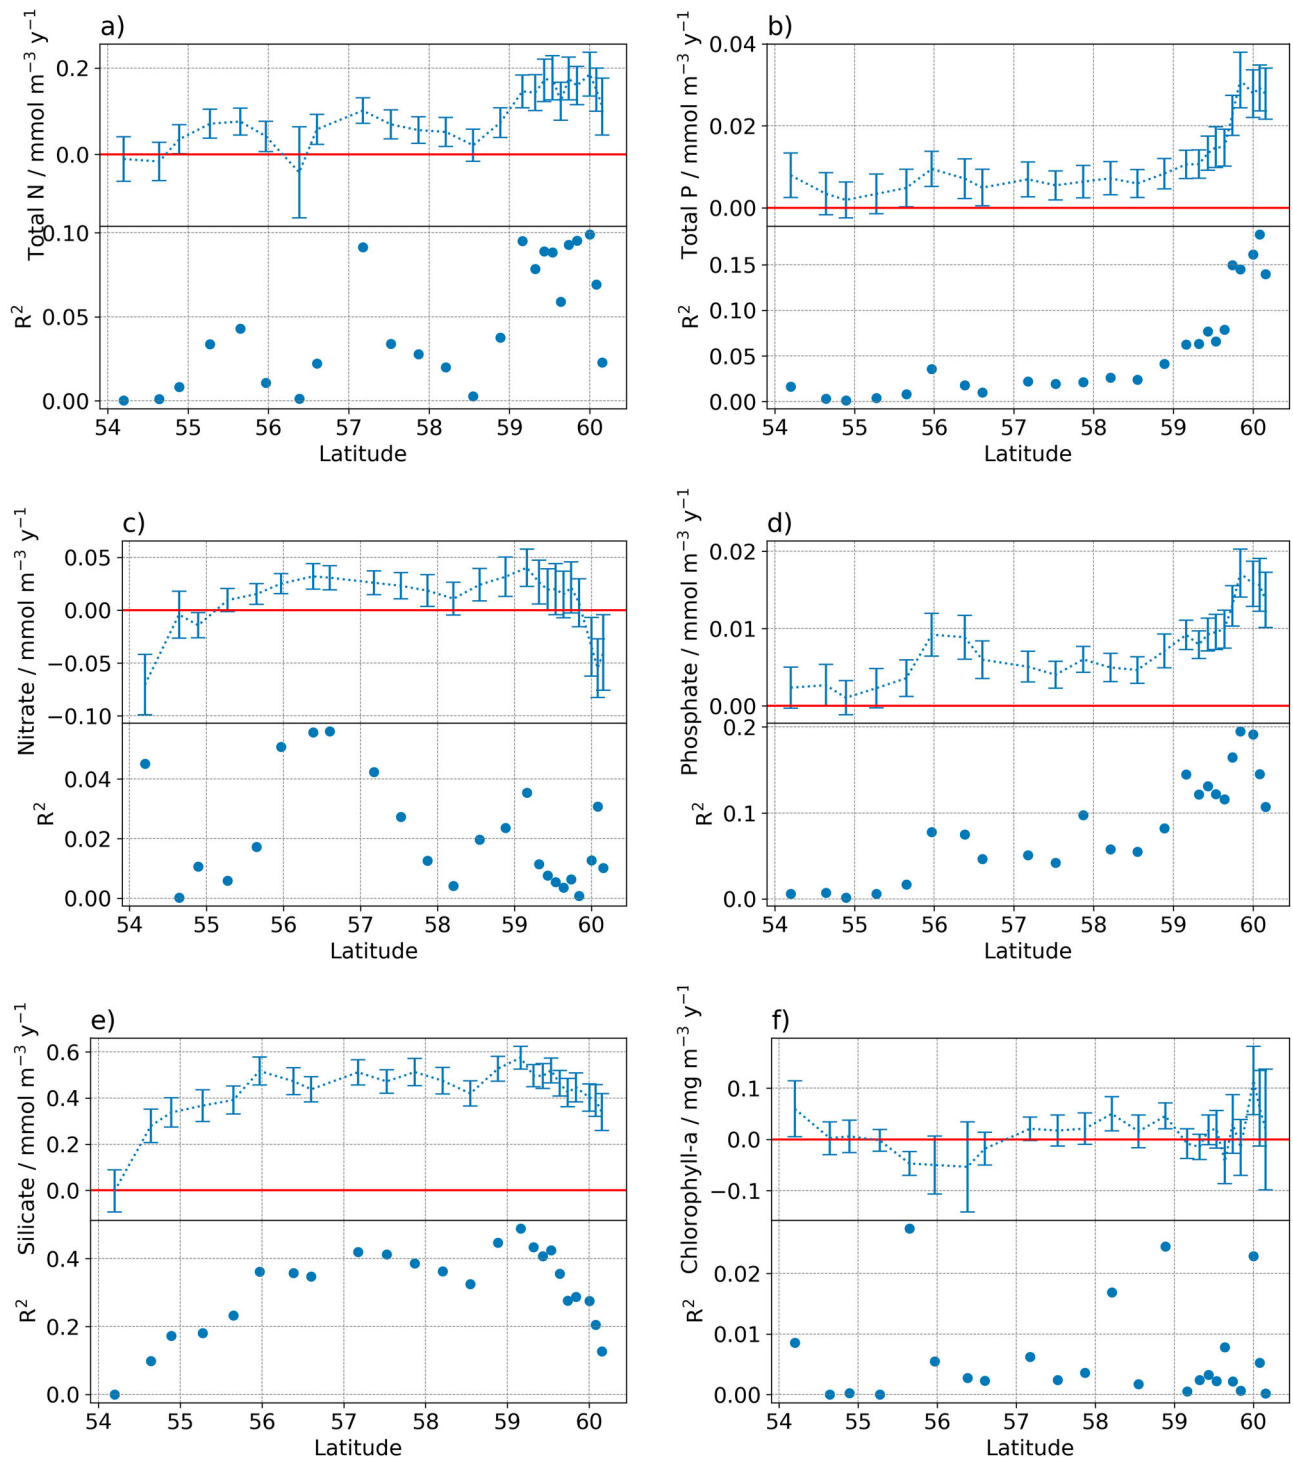 a)
Total N / mmol m⁻³ y⁻¹
0.2
0.0
R²
0.10
0.05
0.00
54 55 56 57 58 59 60
Latitude
b)
Total P / mmol m⁻³ y⁻¹
0.04
0.02
0.00
R²
0.15
0.10
0.05
0.00
54 55 56 57 58 59 60
Latitude
c)
Nitrate / mmol m⁻³ y⁻¹
0.05
0.00
−0.05
−0.10
R²
0.04
0.02
0.00
54 55 56 57 58 59 60
Latitude
d)
Phosphate / mmol m⁻³ y⁻¹
0.02
0.01
0.00
R²
0.2
0.1
0.0
54 55 56 57 58 59 60
Latitude
e)
Silicate / mmol m⁻³ y⁻¹
0.6
0.4
0.2
0.0
R²
0.4
0.2
0.0
54 55 56 57 58 59 60
Latitude
f)
Chlorophyll-a / mg m⁻³ y⁻¹
0.1
0.0
−0.1
R²
0.02
0.01
0.00
54 55 56 57 58 59 60
Latitude